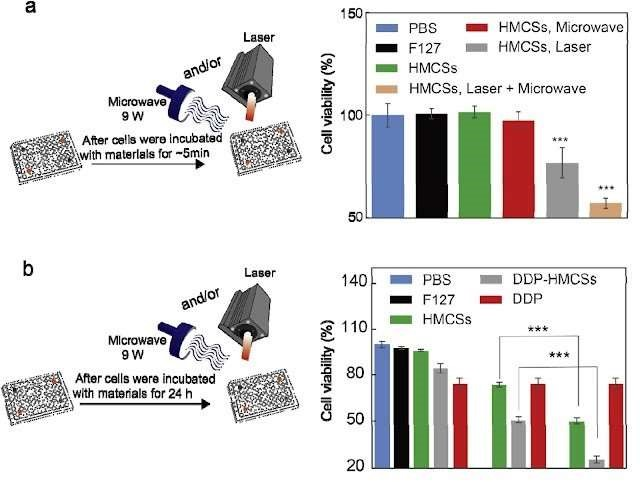 a
Laser
and/or
Microwave
9 W
After cells were incubated
with materials for ~5min
Cell viability (%)
150
100
50
PBS
HMCSs, Microwave
F127
HMCSs, Laser
HMCSs
HMCSs, Laser + Microwave
***
***
b
Laser
and/or
Microwave
9 W
After cells were incubated
with materials for 24 h
Cell viability (%)
140
110
80
50
20
PBS
DDP-HMCSs
F127
DDP
HMCSs
***
***